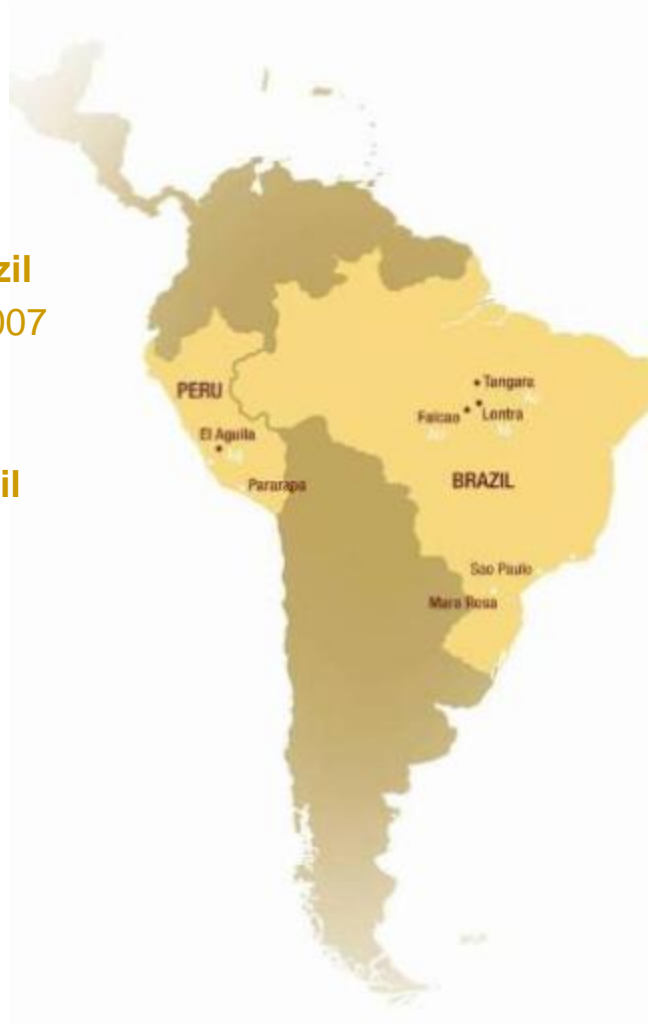 zil
007
il
Tangara
Falcao
Lontra
PERU
El Aguila
Pararapa
BRAZIL
Sao Paulo
Mara Rosa